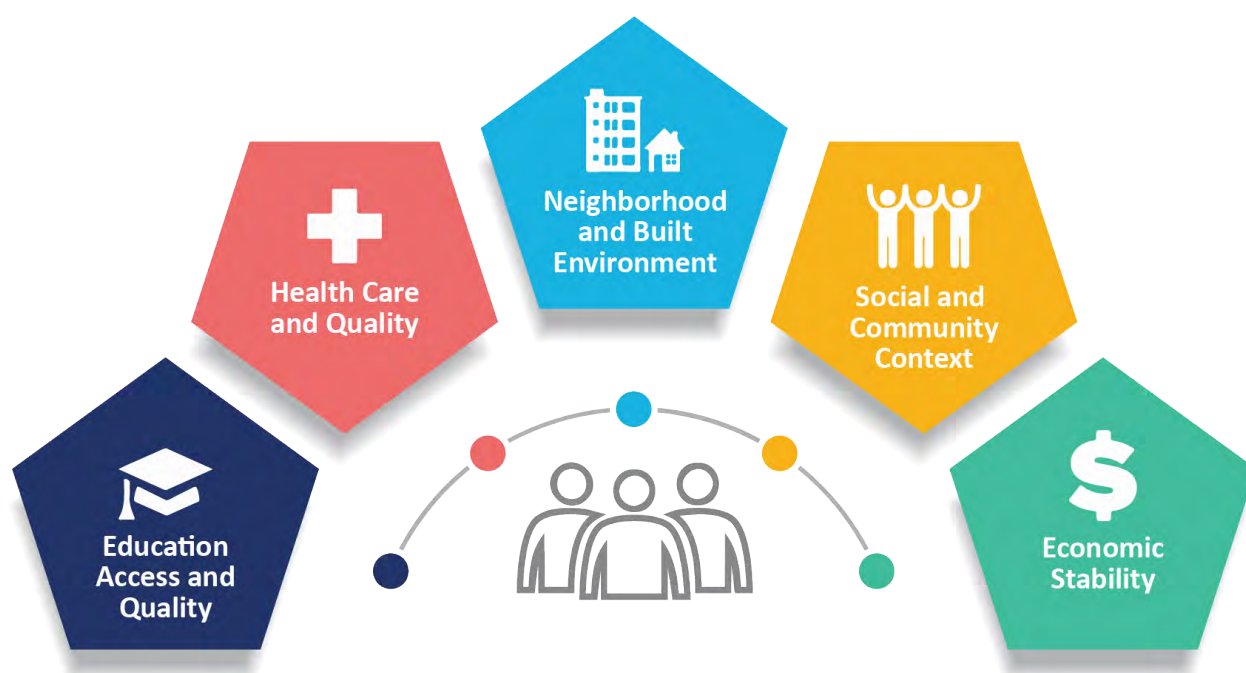 Education
Access and
Quality
Health Care
and Quality
Neighborhood
and Built
Environment
Social and
Community
Context
$
Economic
Stability